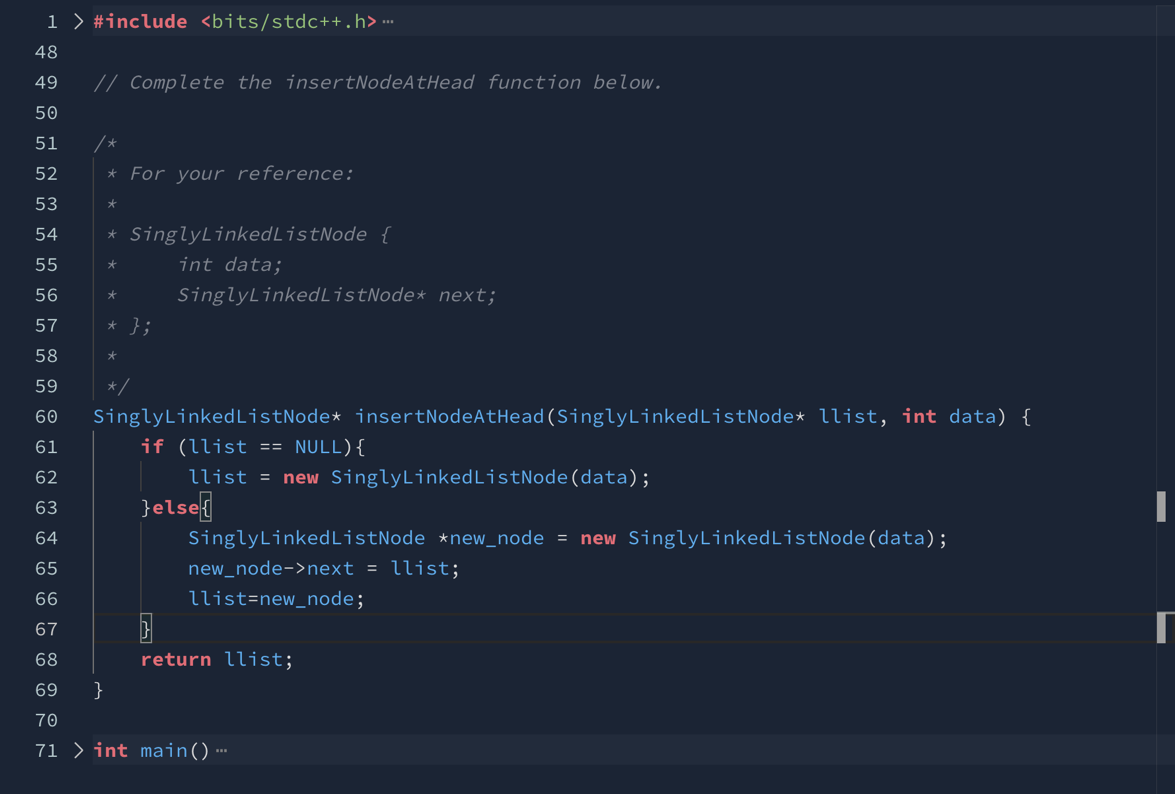 1 > #include <bits/stdc++.h> ⋯
48
49 // Complete the insertNodeAtHead function below.
50
51 /*
52  * For your reference:
53  *
54  * SinglyLinkedListNode {
55  *     int data;
56  *     SinglyLinkedListNode* next;
57  * };
58  *
59  */
60 SinglyLinkedListNode* insertNodeAtHead(SinglyLinkedListNode* llist, int data) {
61     if (llist == NULL){
62         llist = new SinglyLinkedListNode(data);
63     }else{
64         SinglyLinkedListNode *new_node = new SinglyLinkedListNode(data);
65         new_node->next = llist;
66         llist=new_node;
67     }
68     return llist;
69 }
70
71 > int main() ⋯